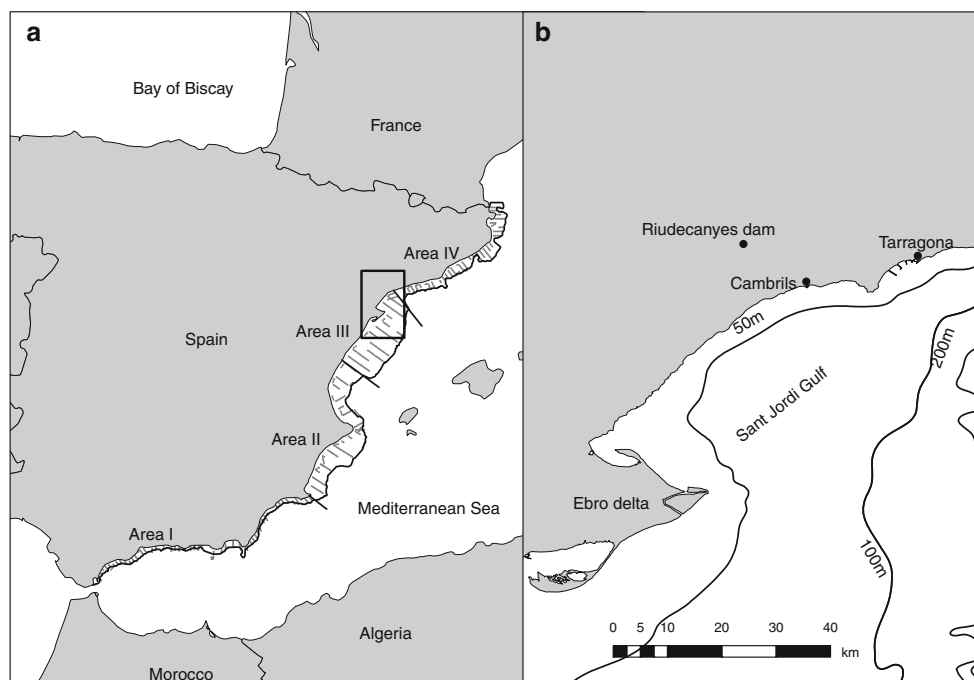 a
Bay of Biscay
France
Area IV
Area III
Spain
Area II
Mediterranean Sea
Area I
Algeria
Morocco
b
Riudecanyes dam
Tarragona
Cambrils
50m
200m
Sant Jordi Gulf
Ebro delta
100m
0 5 10 20 30 40
km